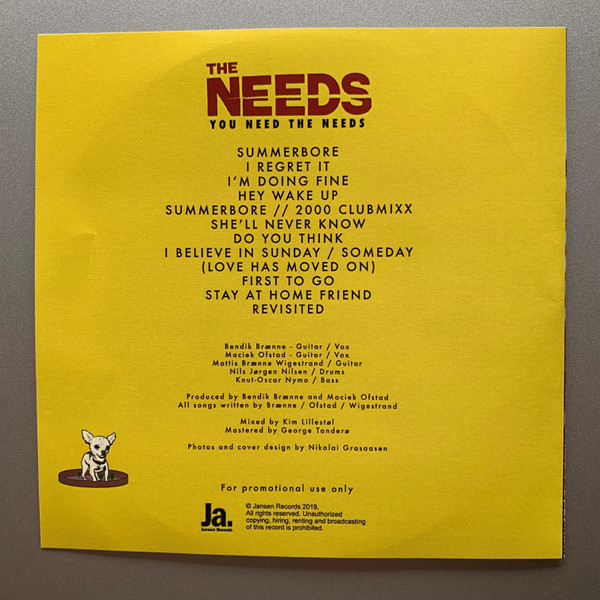 THE
NEEDS
YOU NEED THE NEEDS
SUMMERBORE
I REGRET IT
I'M DOING FINE
HEY WAKE UP
SUMMERBORE // 2000 CLUBMIXX
SHE'LL NEVER KNOW
DO YOU THINK
I BELIEVE IN SUNDAY / SOMEDAY
(LOVE HAS MOVED ON)
FIRST TO GO
STAY AT HOME FRIEND
REVISITED
Bendik Brænne - Guitar / Vox
Maciek Ofstad - Guitar / Vox
Mattis Brænne Wigestrand / Guitar
Nils Jørgen Nilsen / Drums
Knut-Oscar Nymo / Bass
Produced by Bendik Brænne and Maciek Ofstad
All songs written by Brænne / Ofstad / Wigestrand
Mixed by Kim Lillestøl
Mastered by George Tanderø
Photos and cover design by Nikolai Grasaasen
For promotional use only
Ja.
Jansen Records
© Jansen Records 2019,
All rights reserved. Unauthorized
copying, hiring, renting and broadcasting
of this record is prohibited.